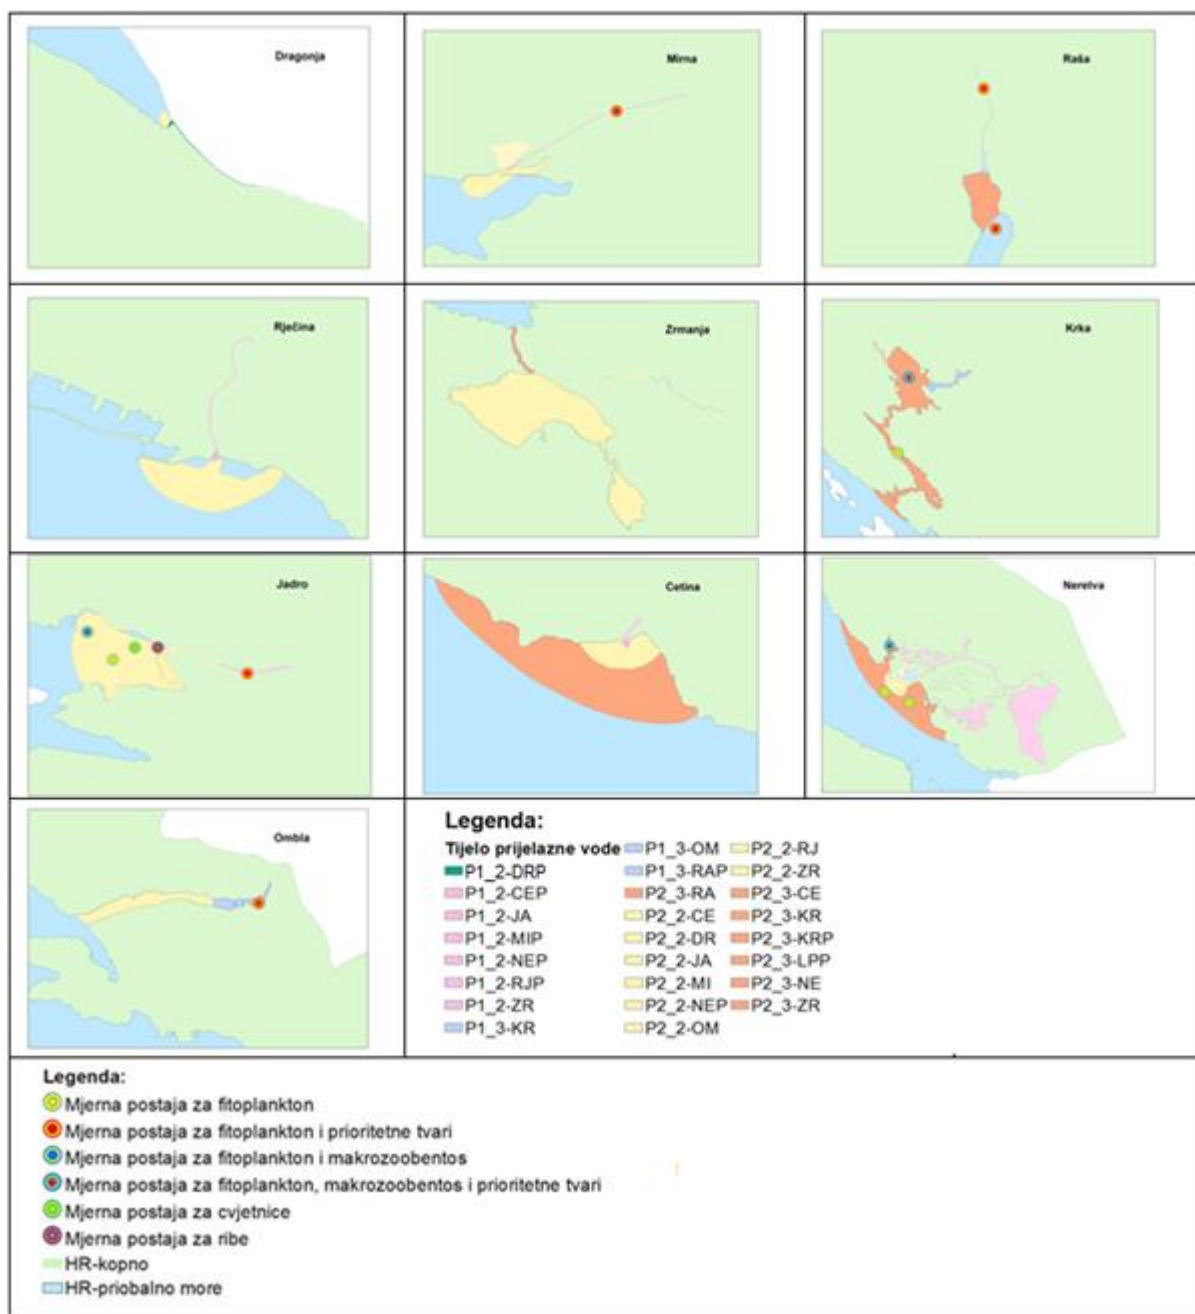 Dragonja
Mirna
Raša
Rječina
Zrmanja
Krka
Jadro
Cetina
Neretva
Ombla
Legenda:
Tijelo prijelazne vode
P1_2-DRP
P1_2-CEP
P1_2-JA
P1_2-MIP
P1_2-NEP
P1_2-RJP
P1_2-ZR
P1_3-KR
P1_3-OM
P1_3-RAP
P2_3-RA
P2_2-CE
P2_2-DR
P2_2-JA
P2_2-MI
P2_2-NEP
P2_2-OM
P2_2-RJ
P2_2-ZR
P2_3-CE
P2_3-KR
P2_3-KRP
P2_3-LPP
P2_3-NE
P2_3-ZR
Legenda:
Mjerna postaja za fitoplankton
Mjerna postaja za fitoplankton i prioritetne tvari
Mjerna postaja za fitoplankton i makrozoobentos
Mjerna postaja za fitoplankton, makrozoobentos i prioritetne tvari
Mjerna postaja za cvjetnice
Mjerna postaja za ribe
HR-kopno
HR-priobalno more